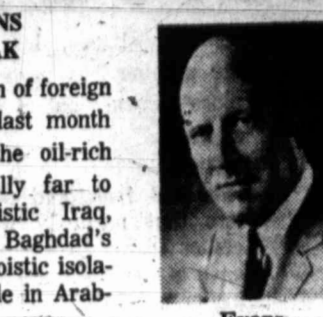 NS
AK
n of foreign
last month
he oil-rich
lly far to
istic Iraq,
Baghdad's
oistic isola-
le in Arab-